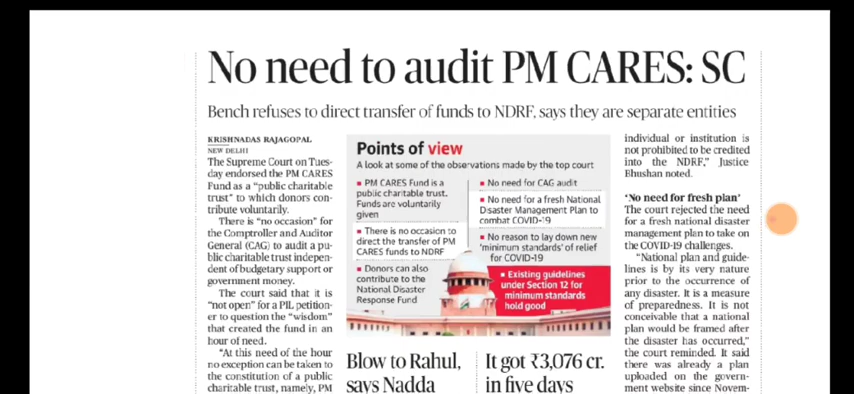 No need to audit PM CARES: SC
Bench refuses to direct transfer of funds to NDRF, says they are separate entities
KRISHNADAS RAJAGOPAL
NEW DELHI
The Supreme Court on Tues-
day endorsed the PM CARES
Fund as a “public charitable
trust” to which donors con-
tribute voluntarily.
There is “no occasion” for
the Comptroller and Auditor
General (CAG) to audit a pu-
blic charitable trust indepen-
dent of budgetary support or
government money.
The court said that it is
“not open” for a PIL petition-
er to question the “wisdom”
that created the fund in an
hour of need.
“At this need of the hour
no exception can be taken to
the constitution of a public
charitable trust, namely, PM
Points of view
A look at some of the observations made by the top court
PM CARES Fund is a
public charitable trust.
Funds are voluntarily
given
There is no occasion to
direct the transfer of PM
CARES funds to NDRF
Donors can also
contribute to the
National Disaster
Response Fund
No need for CAG audit
No need for a fresh National
Disaster Management Plan to
combat COVID-19
No reason to lay down new
'minimum standards' of relief
for COVID-19
Existing guidelines
under Section 12 for
minimum standards
hold good
Blow to Rahul,
says Nadda
It got ₹3,076 cr.
in five days
individual or institution is
not prohibited to be credited
into the NDRF,” Justice
Bhushan noted.
‘No need for fresh plan’
The court rejected the need
for a fresh national disaster
management plan to take on
the COVID-19 challenges.
“National plan and guide-
lines is by its very nature
prior to the occurrence of
any disaster. It is a measure
of preparedness. It is not
conceivable that a national
plan would be framed after
the disaster has occurred,”
the court reminded. It said
there was already a plan
uploaded on the govern-
ment website since Novem-